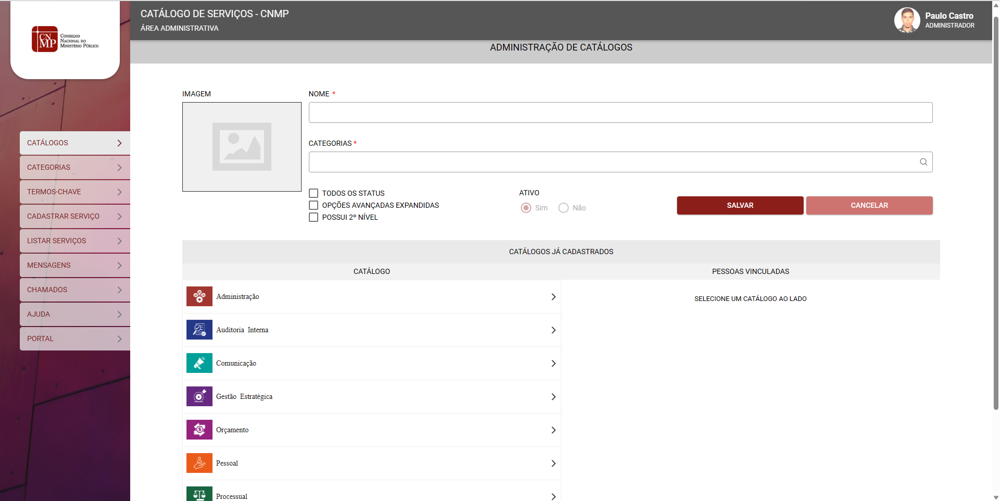 CNMP
CONSELHO
NACIONAL DO
MINISTÉRIO PÚBLICO
CATÁLOGO DE SERVIÇOS - CNMP
ÁREA ADMINISTRATIVA
Paulo Castro
ADMINISTRADOR
ADMINISTRAÇÃO DE CATÁLOGOS
CATÁLOGOS
CATEGORIAS
TERMOS-CHAVE
CADASTRAR SERVIÇO
LISTAR SERVIÇOS
MENSAGENS
CHAMADOS
AJUDA
PORTAL
IMAGEM
NOME *
CATEGORIAS *
TODOS OS STATUS
OPÇÕES AVANÇADAS EXPANDIDAS
POSSUI 2º NÍVEL
ATIVO
Sim Não
SALVAR CANCELAR
CATÁLOGOS JÁ CADASTRADOS
CATÁLOGO PESSOAS VINCULADAS
Administração
SELECIONE UM CATÁLOGO AO LADO
Auditoria Interna
Comunicação
Gestão Estratégica
Orçamento
Pessoal
Processual